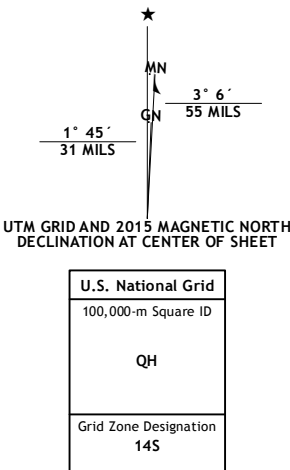 ★
MN
GN
3° 6´
55 MILS
1° 45´
31 MILS
UTM GRID AND 2015 MAGNETIC NORTH
DECLINATION AT CENTER OF SHEET
U.S. National Grid
100,000-m Square ID
QH
Grid Zone Designation
14S